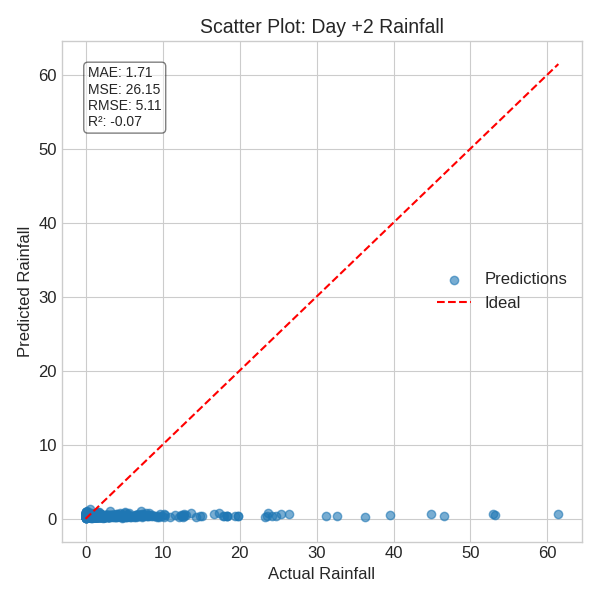 Scatter Plot: Day +2 Rainfall
MAE: 1.71
MSE: 26.15
RMSE: 5.11
R²: -0.07
60
50
40
30
20
10
0
Predicted Rainfall
Predictions
Ideal
0 10 20 30 40 50 60
Actual Rainfall